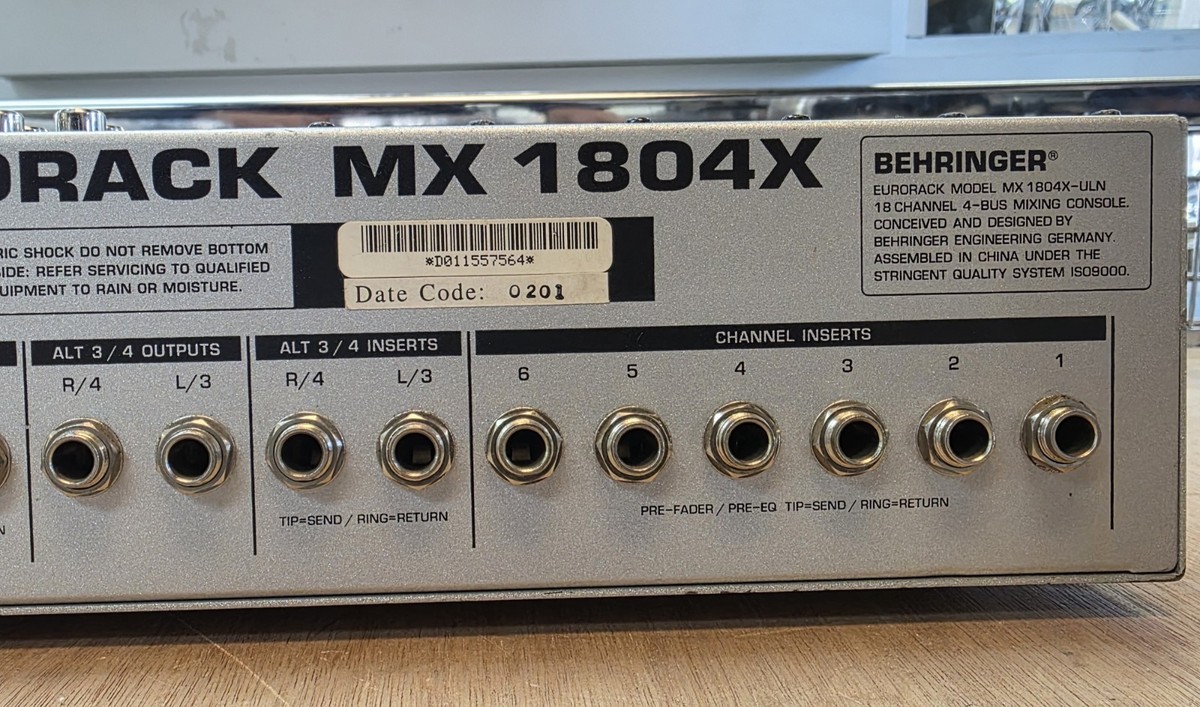 ORACK MX 1804X
RIC SHOCK DO NOT REMOVE BOTTOM
SIDE: REFER SERVICING TO QUALIFIED
UIPMENT TO RAIN OR MOISTURE.
*D011557564*
Date Code: 0201
BEHRINGER®
EURORACK MODEL MX 1804X-ULN
18 CHANNEL 4-BUS MIXING CONSOLE.
CONCEIVED AND DESIGNED BY
BEHRINGER ENGINEERING GERMANY.
ASSEMBLED IN CHINA UNDER THE
STRINGENT QUALITY SYSTEM ISO9000.
ALT 3/4 OUTPUTS
R/4 L/3
ALT 3/4 INSERTS
R/4 L/3
TIP=SEND / RING=RETURN
CHANNEL INSERTS
6 5 4 3 2 1
PRE-FADER / PRE-EQ TIP=SEND / RING=RETURN
N